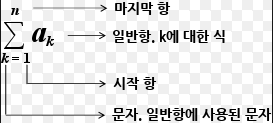 n
마지막 항
∑ aₖ
일반항. k에 대한 식
k = 1
시작 항
문자. 일반항에 사용된 문자